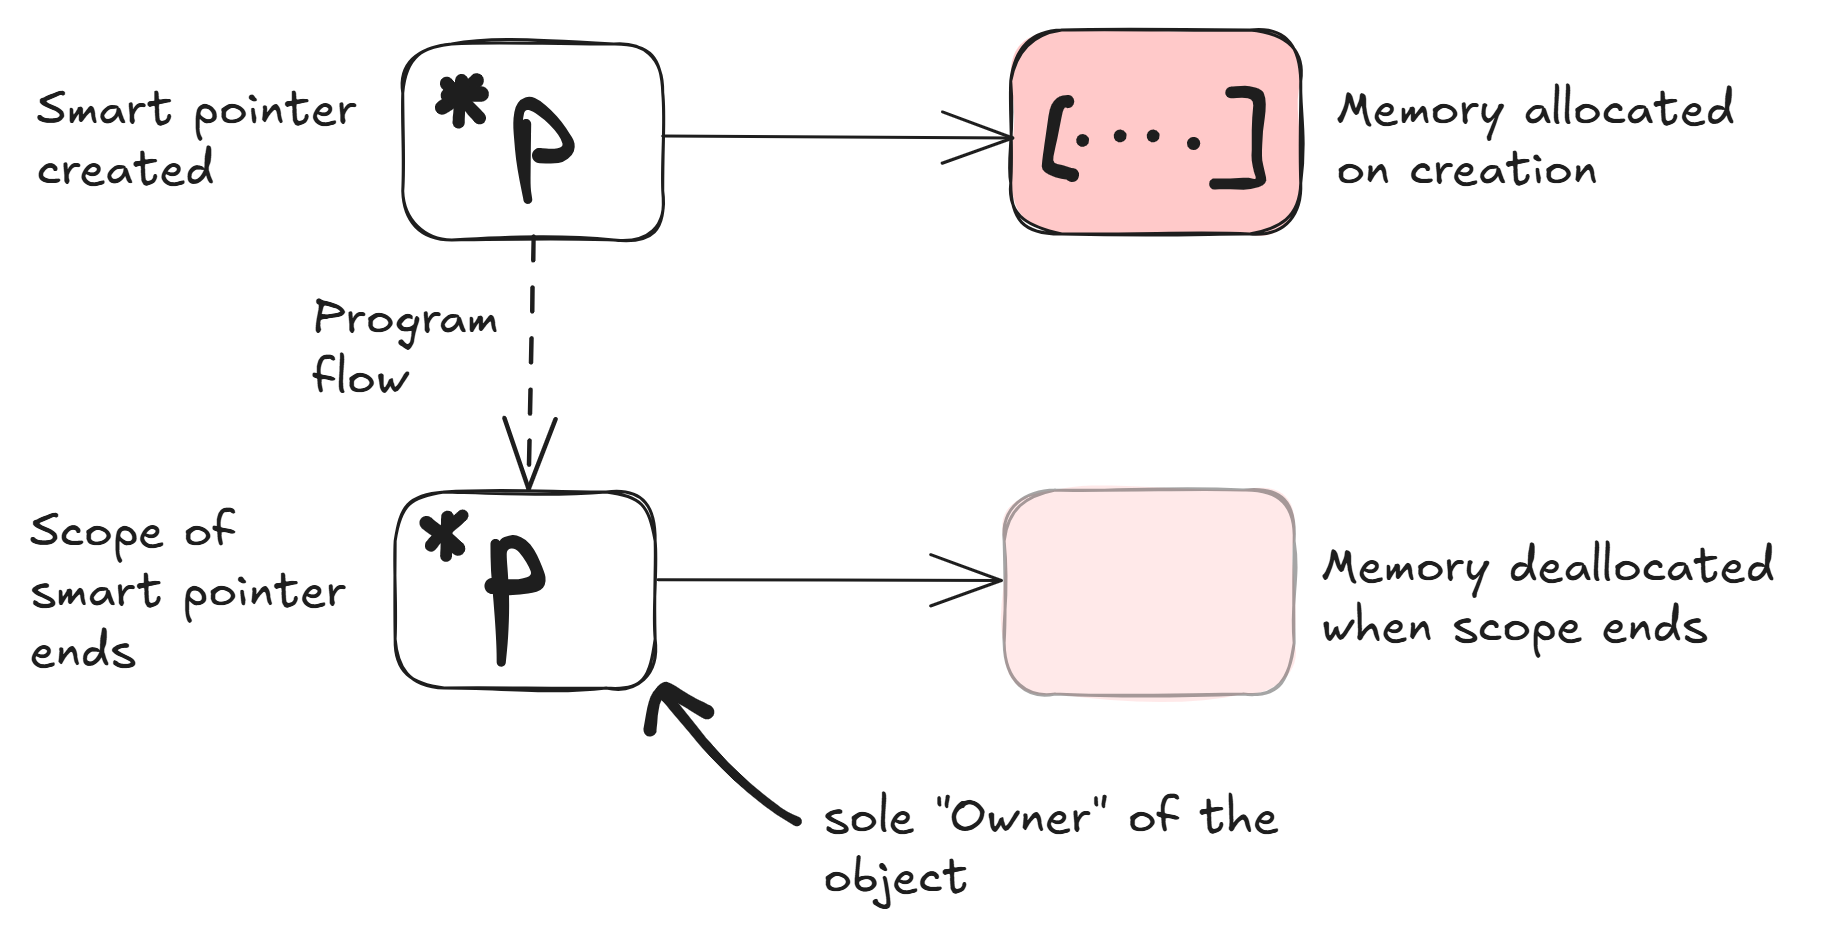 Smart pointer
created
*p
[.... ]
Memory allocated
on creation
Program
flow
Scope of
smart pointer
ends
*p
Memory deallocated
when scope ends
sole "Owner" of the
object